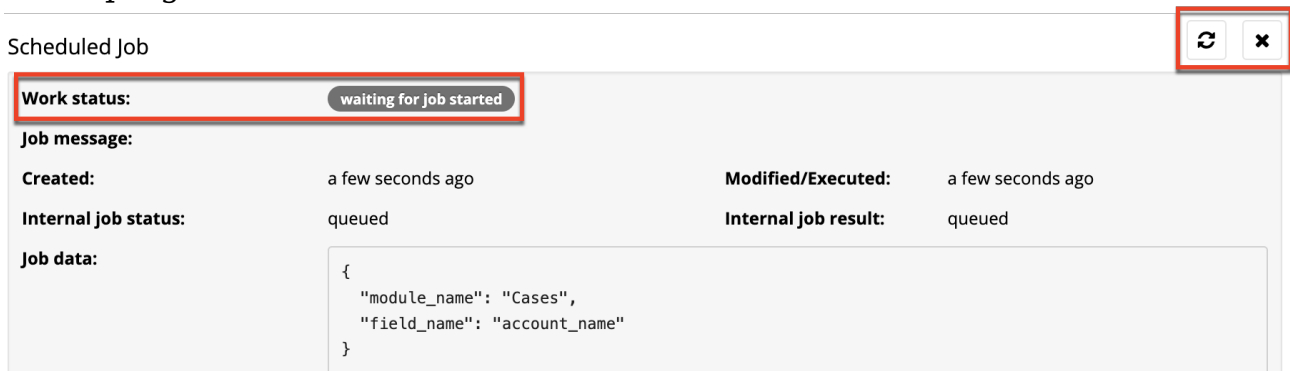 Scheduled Job
Work status: waiting for job started
Job message:
Created: a few seconds ago Modified/Executed: a few seconds ago
Internal job status: queued Internal job result: queued
Job data:
{
"module_name": "Cases",
"field_name": "account_name"
}